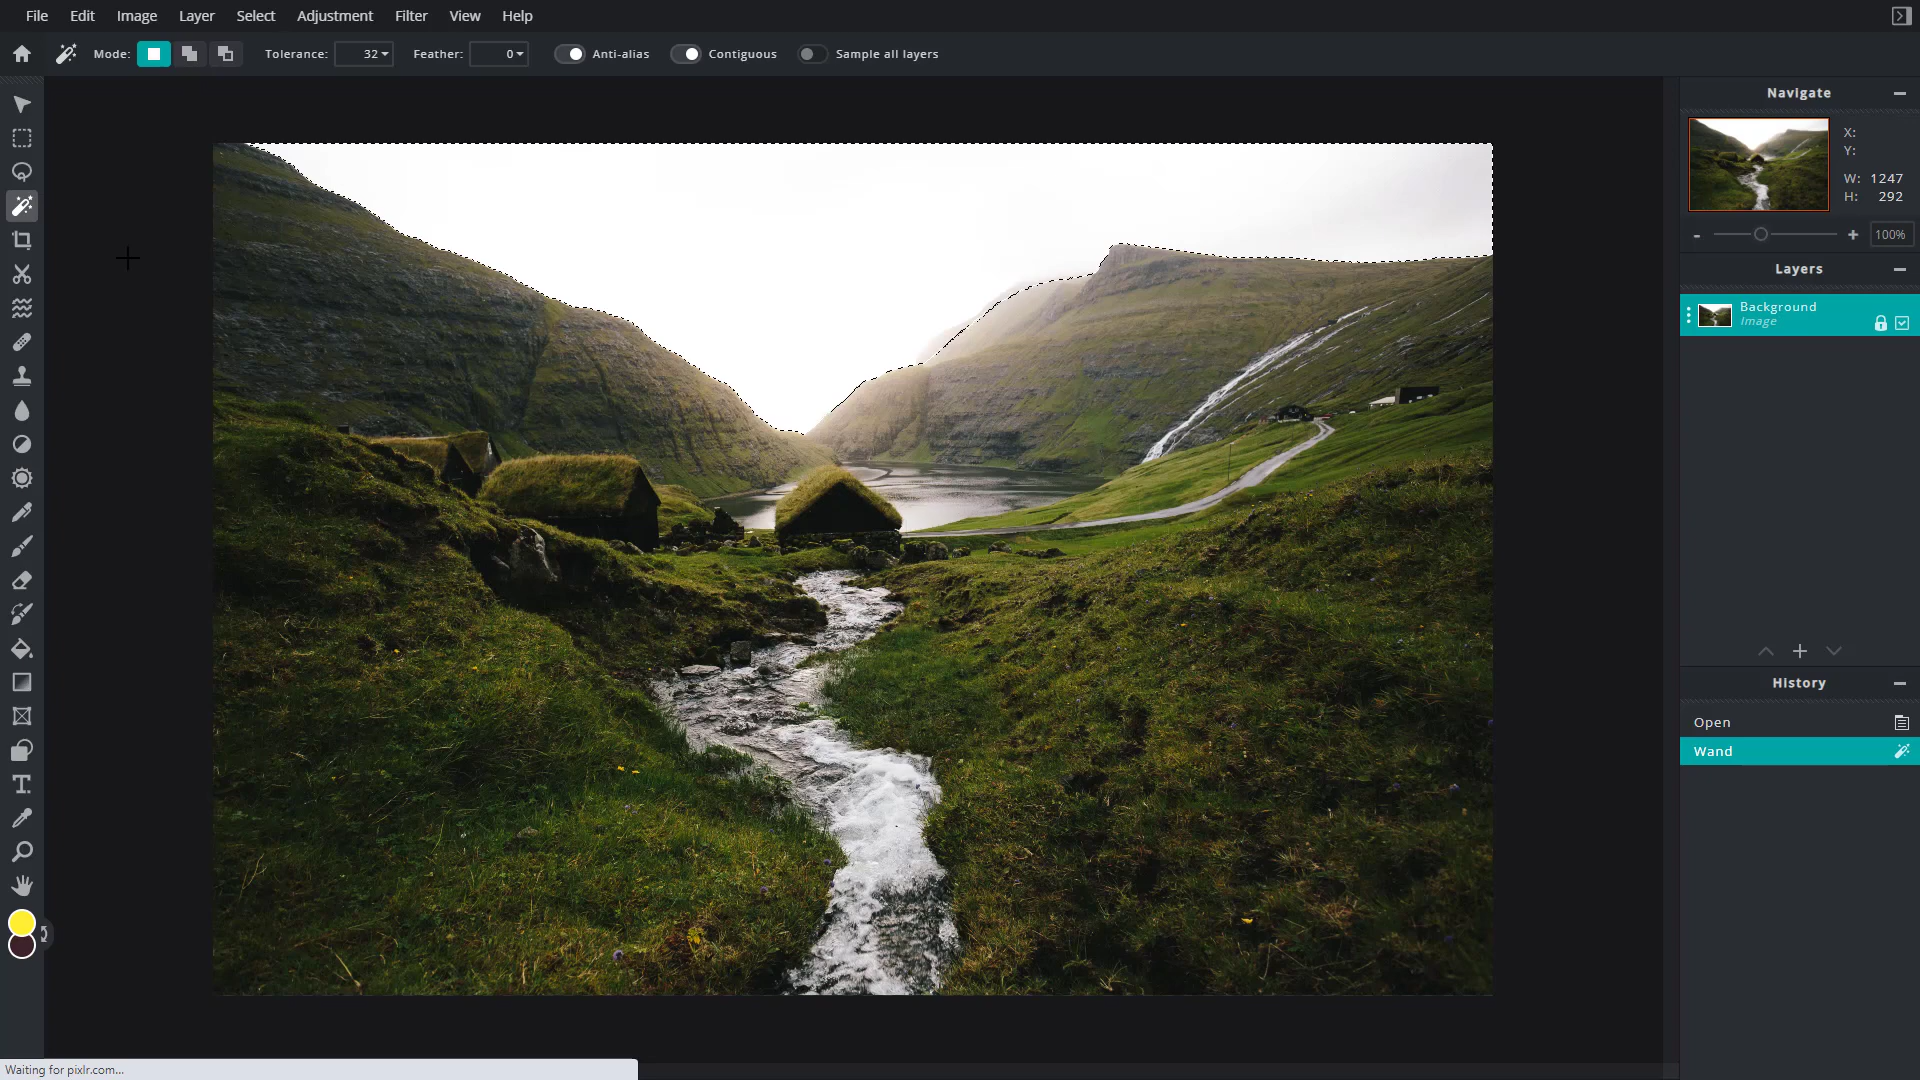 File Edit Image Layer Select Adjustment Filter View Help
Mode: Tolerance: 32 Feather: 0 Anti-alias Contiguous Sample all layers
Navigate
X:
Y:
W: 1247
H: 292
- + 100%
Layers
Background
Image
History
Open
Wand
Waiting for pixlr.com...